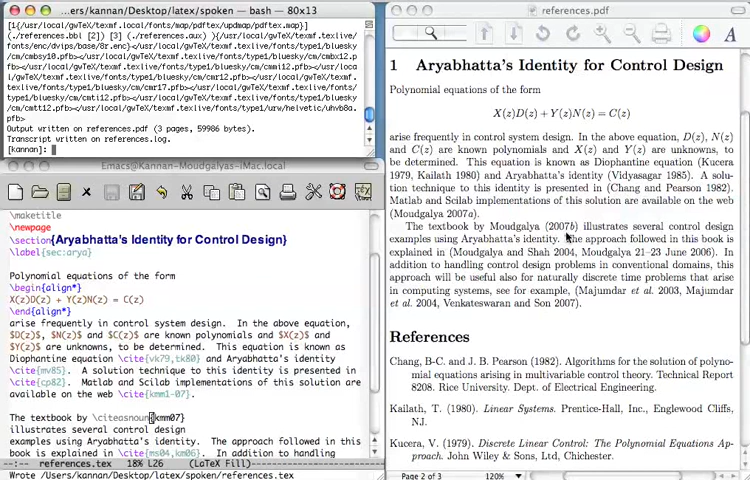 ...ers/kannan/Desktop/latex/spoken — bash — 80x13
[1{/usr/local/gwTeX/texmf.os/fonts/map/pdftex/updmap/pdftex.map}]
(./references.bbl [2]) [3] (./references.aux) ){/usr/local/gwTeX/texmf.texlive/
fonts/enc/dvips/base/8r.enc}</usr/local/gwTeX/texmf.texlive/fonts/type1/bluesky
/cm/cmbsy10.pfb></usr/local/gwTeX/texmf.texlive/fonts/type1/bluesky/cm/cmbx12.p
fb></usr/local/gwTeX/texmf.texlive/fonts/type1/bluesky/cm/cmmi12.pfb></usr/loca
l/gwTeX/texmf.texlive/fonts/type1/bluesky/cm/cmr12.pfb></usr/local/gwTeX/texmf.
texlive/fonts/type1/bluesky/cm/cmr17.pfb></usr/local/gwTeX/texmf.texlive/fonts/
type1/bluesky/cm/cmsy10.pfb></usr/local/gwTeX/texmf.texlive/fonts/type1/bluesky
/cm/cmti12.pfb></usr/local/gwTeX/texmf.texlive/fonts/type1/urw/helvetic/uhvb8a.
pfb>
Output written on references.pdf (3 pages, 59986 bytes).
Transcript written on references.log.
[kannan]:
Emacs@Kannan-Moudgalyas-iMac.local
\maketitle
\newpage
\section{Aryabhatta's Identity for Control Design}
\label{sec:arya}
Polynomial equations of the form
\begin{align*}
X(z)D(z) + Y(z)N(z) = C(z)
\end{align*}
arise frequently in control system design.  In the above equation,
$D(z)$, $N(z)$ and $C(z)$ are known polynomials and $X(z)$ and
$Y(z)$ are unknowns, to be determined.  This equation is known as
Diophantine equation \cite{vk79,tk80} and Aryabhatta's identity
\cite{mv85}.  A solution technique to this identity is presented in
\cite{cp82}.  Matlab and Scilab implementations of this solution are
available on the web \cite{kmm1-07}.
The textbook by \citeasnoun{kmm07}
illustrates several control design
examples using Aryabhatta's identity.  The approach followed in this
book is explained in \cite{ms04,km06}.  In addition to handling
--:--  references.tex   18% L26   (LaTeX Fill)
Wrote /Users/kannan/Desktop/latex/spoken/references.tex
references.pdf
1 Aryabhatta's Identity for Control Design
Polynomial equations of the form
X(z)D(z) + Y(z)N(z) = C(z)
arise frequently in control system design. In the above equation, D(z), N(z)
and C(z) are known polynomials and X(z) and Y(z) are unknowns, to
be determined. This equation is known as Diophantine equation (Kucera
1979, Kailath 1980) and Aryabhatta's identity (Vidyasagar 1985). A solu-
tion technique to this identity is presented in (Chang and Pearson 1982).
Matlab and Scilab implementations of this solution are available on the web
(Moudgalya 2007a).
The textbook by Moudgalya (2007b) illustrates several control design
examples using Aryabhatta's identity. The approach followed in this book is
explained in (Moudgalya and Shah 2004, Moudgalya 21–23 June 2006). In
addition to handling control design problems in conventional domains, this
approach will be useful also for naturally discrete time problems that arise
in computing systems, see for example, (Majumdar et al. 2003, Majumdar
et al. 2004, Venkateswaran and Son 2007).
References
Chang, B-C. and J. B. Pearson (1982). Algorithms for the solution of polyno-
mial equations arising in multivariable control theory. Technical Report
8208. Rice University. Dept. of Electrical Engineering.
Kailath, T. (1980). Linear Systems. Prentice-Hall, Inc., Englewood Cliffs,
NJ.
Kucera, V. (1979). Discrete Linear Control: The Polynomial Equations Ap-
proach. John Wiley & Sons, Ltd, Chichester.
Page 2 of 3
120%